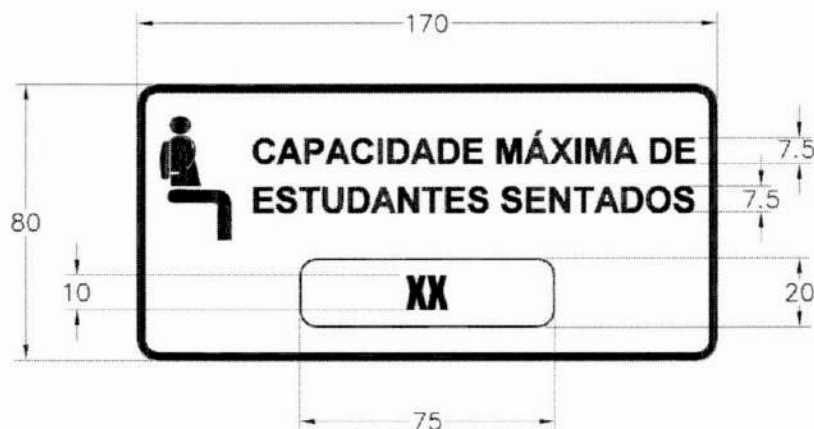 170
CAPACIDADE MÁXIMA DE
7.5
ESTUDANTES SENTADOS
7.5
80
XX
10
20
75